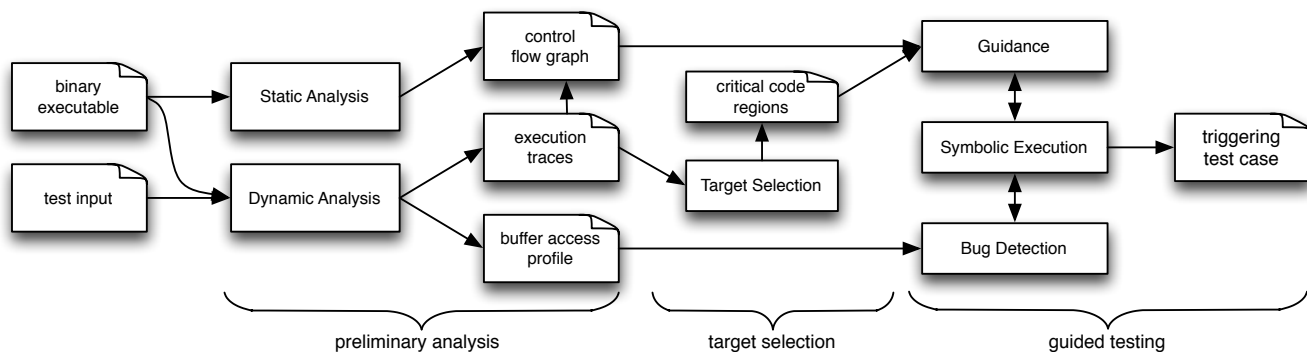 binary
executable
test input
Static Analysis
Dynamic Analysis
control
flow graph
execution
traces
buffer access
profile
critical code
regions
Target Selection
Guidance
Symbolic Execution
Bug Detection
triggering
test case
preliminary analysis
target selection
guided testing